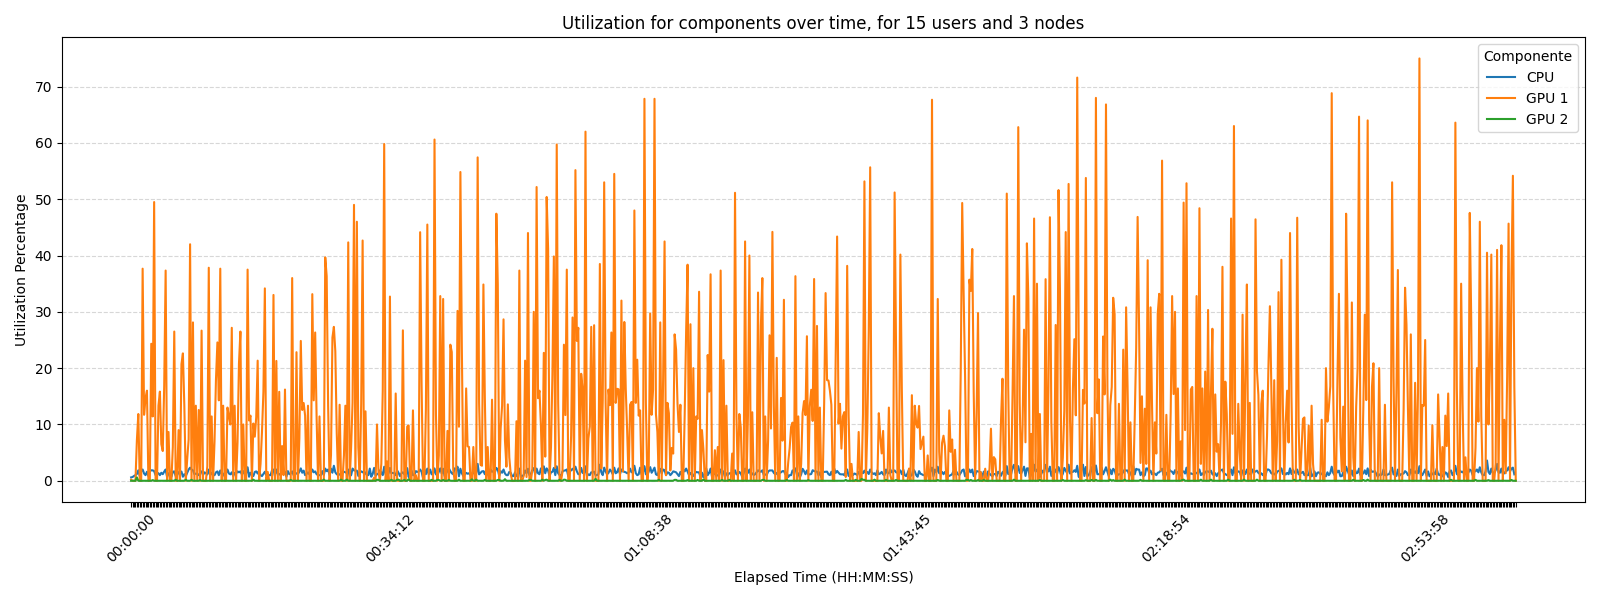 Utilization for components over time, for 15 users and 3 nodes
Componente
CPU
GPU 1
GPU 2
Utilization Percentage
70
60
50
40
30
20
10
0
00:00:00
00:34:12
01:08:38
01:43:45
02:18:54
02:53:58
Elapsed Time (HH:MM:SS)